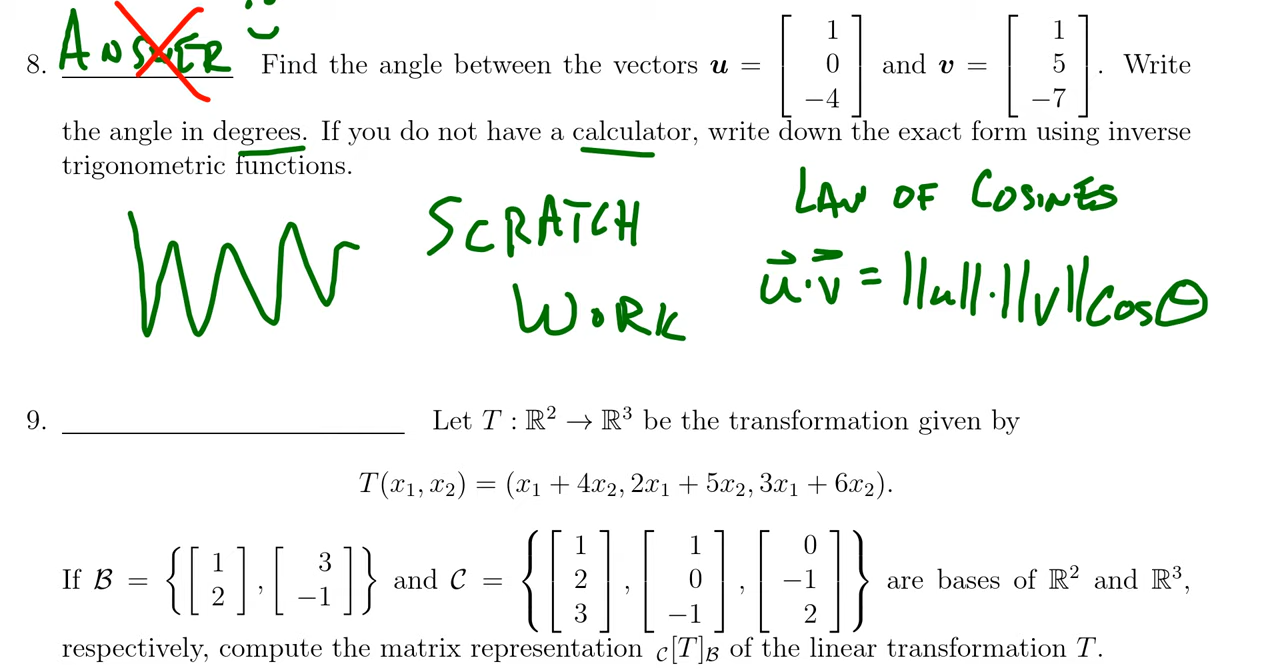 8. ANSWER Find the angle between the vectors u = [1 0 −4] and v = [1 5 −7]. Write
the angle in degrees. If you do not have a calculator, write down the exact form using inverse
trigonometric functions.
SCRATCH
WORK
LAW OF COSINES
u⃗·v⃗ = ||u||·||v|| cos θ
9. Let T : ℝ² → ℝ³ be the transformation given by
T(x₁, x₂) = (x₁ + 4x₂, 2x₁ + 5x₂, 3x₁ + 6x₂).
If ℬ = {[1 2], [3 −1]} and 𝒞 = {[1 2 3], [1 0 −1], [0 −1 2]} are bases of ℝ² and ℝ³,
respectively, compute the matrix representation 𝒞[T]ℬ of the linear transformation T.